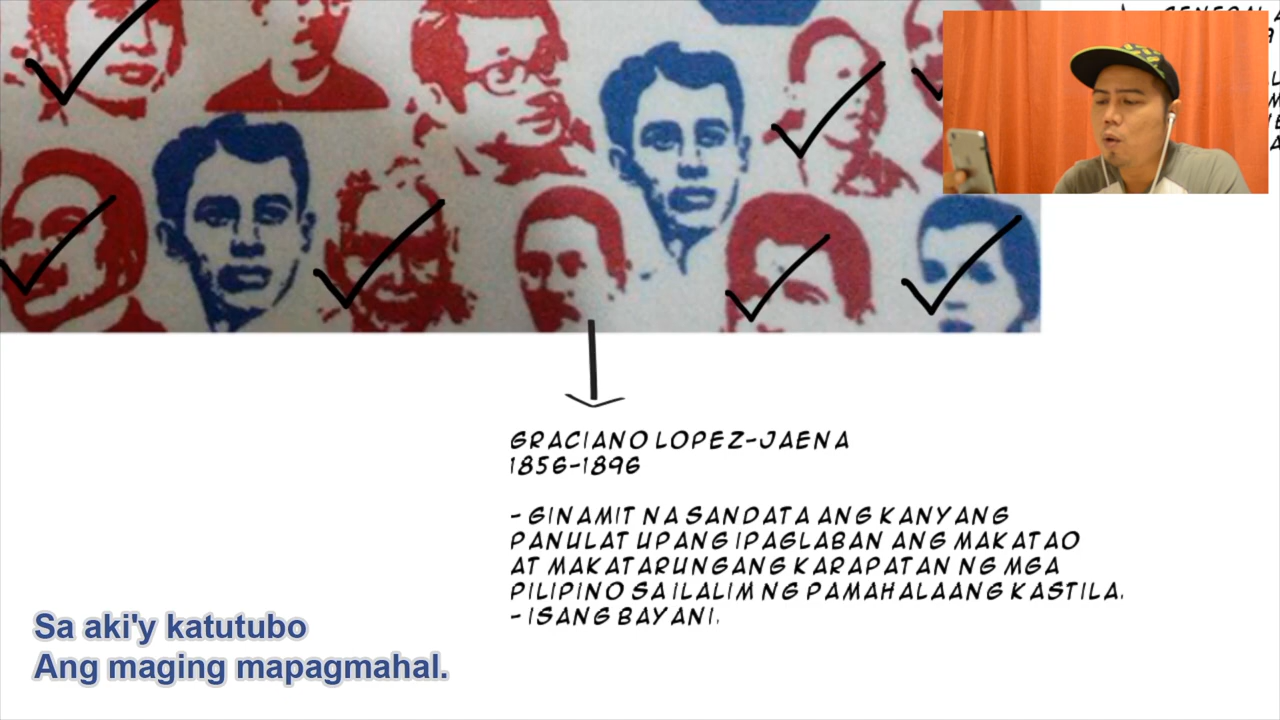 GRACIANO LOPEZ-JAENA
1856-1896
- GINAMIT NA SANDATA ANG KANYANG
PANULAT UPANG IPAGLABAN ANG MAKATAO
AT MAKATARUNGANG KARAPATAN NG MGA
PILIPINO SA ILALIM NG PAMAHALAANG KASTILA.
- ISANG BAYANI.
Sa aki'y katutubo
Ang maging mapagmahal.